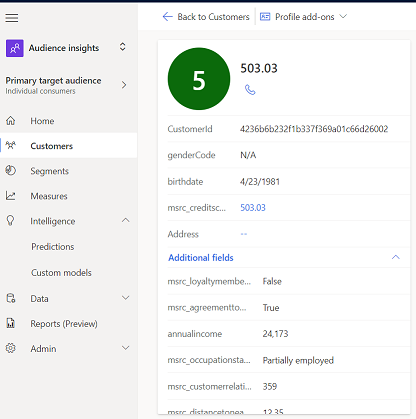 Back to Customers
Profile add-ons
Audience insights
Primary target audience
Individual consumers
Home
Customers
Segments
Measures
Intelligence
Predictions
Custom models
Data
Reports (Preview)
Admin
5
503.03
CustomerId 4236b6b232f1b337f369a01c66d26002
genderCode N/A
birthdate 4/23/1981
msrc_creditsc... 503.03
Address --
Additional fields
msrc_loyaltymembe... False
msrc_agreementto... True
annualincome 24,173
msrc_occupationsta... Partially employed
msrc_customerrelati... 359
msrc_distancetonea... 12.35